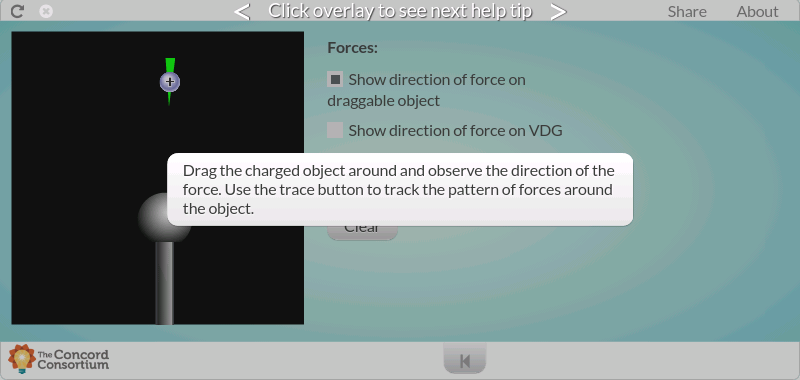 < Click overlay to see next help tip >
Share
About
Forces:
Show direction of force on
draggable object
Show direction of force on VDG
+
Drag the charged object around and observe the direction of the
force. Use the trace button to track the pattern of forces around
the object.
Clear
The Concord
Consortium